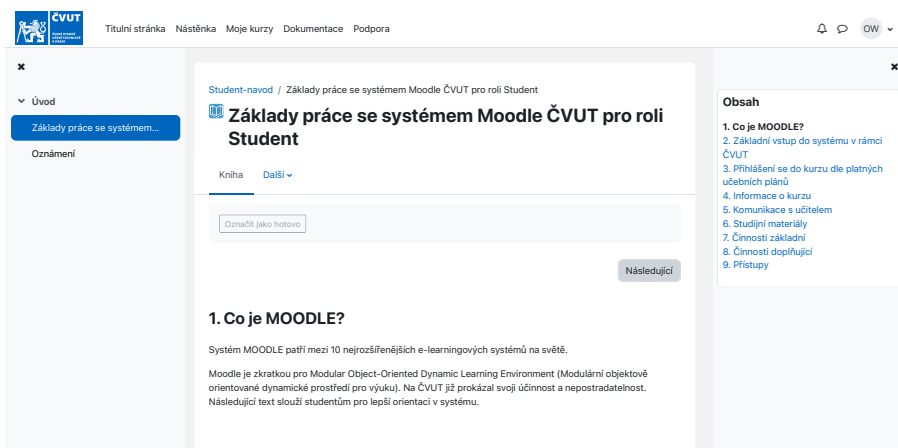 ČVUT
ČESKÉ VYSOKÉ
UČENÍ TECHNICKÉ
V PRAZE
Titulní stránka Nástěnka Moje kurzy Dokumentace Podpora
OW
Úvod
Základy práce se systémem...
Oznámení
Student-navod / Základy práce se systémem Moodle ČVUT pro roli Student
Základy práce se systémem Moodle ČVUT pro roli
Student
Kniha Další
Označit jako hotovo
Následující
1. Co je MOODLE?
Systém MOODLE patří mezi 10 nejrozšířenějších e-learningových systémů na světě.
Moodle je zkratkou pro Modular Object-Oriented Dynamic Learning Environment (Modulární objektově
orientované dynamické prostředí pro výuku). Na ČVUT již prokázal svoji účinnost a nepostradatelnost.
Následující text slouží studentům pro lepší orientaci v systému.
Obsah
1. Co je MOODLE?
2. Základní vstup do systému v rámci
ČVUT
3. Přihlášení se do kurzu dle platných
učebních plánů
4. Informace o kurzu
5. Komunikace s učitelem
6. Studijní materiály
7. Činnosti základní
8. Činnosti doplňující
9. Přístupy